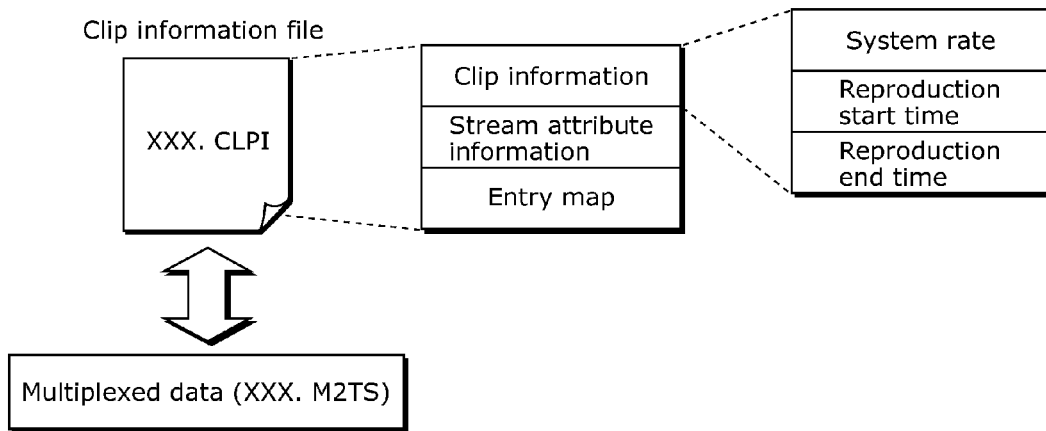 Clip information file
XXX. CLPI
Clip information
Stream attribute
information
Entry map
System rate
Reproduction
start time
Reproduction
end time
Multiplexed data (XXX. M2TS)